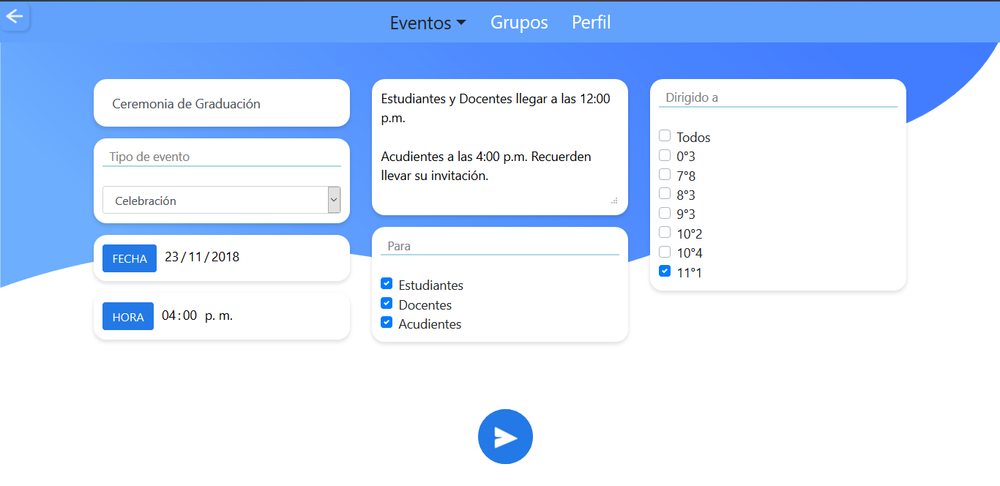 Eventos
Grupos
Perfil
Ceremonia de Graduación
Tipo de evento
Celebración
FECHA 23/11/2018
HORA 04:00 p. m.
Estudiantes y Docentes llegar a las 12:00
p.m.
Acudientes a las 4:00 p.m. Recuerden
llevar su invitación.
Para
Estudiantes
Docentes
Acudientes
Dirigido a
Todos
0°3
7°8
8°3
9°3
10°2
10°4
11°1